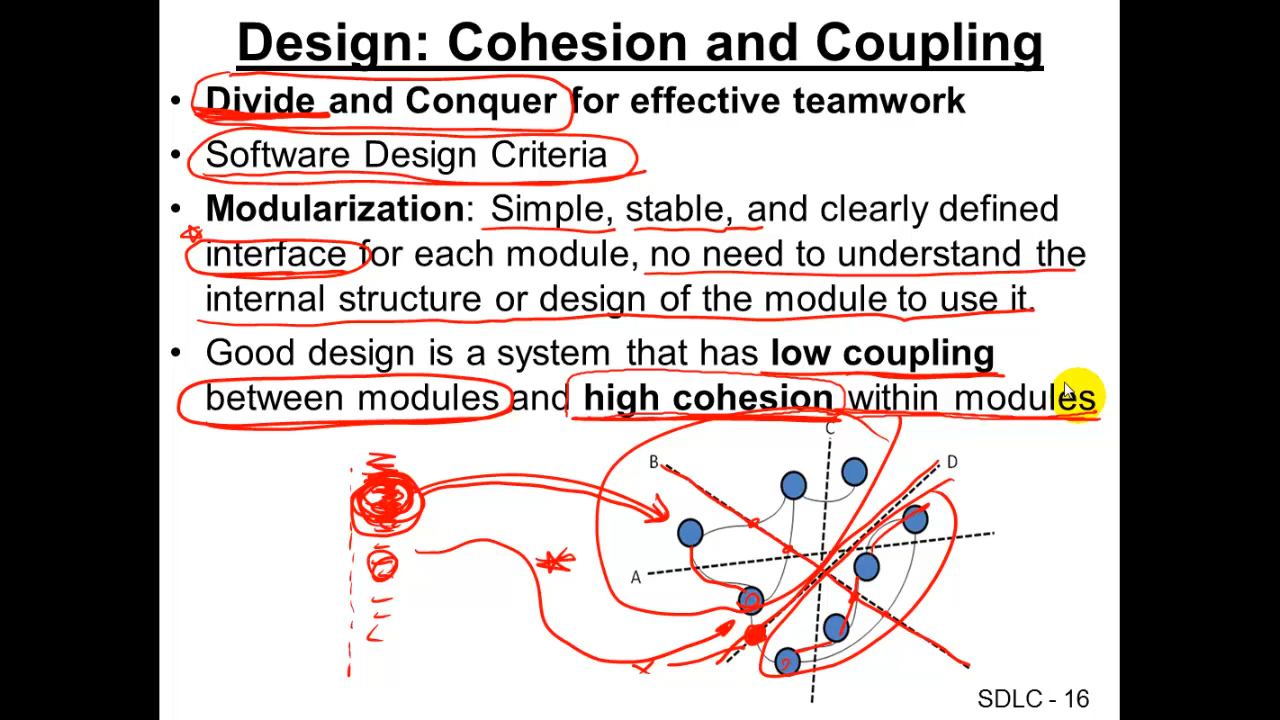 Design: Cohesion and Coupling
• Divide and Conquer for effective teamwork
• Software Design Criteria
• Modularization: Simple, stable, and clearly defined
interface for each module, no need to understand the
internal structure or design of the module to use it.
• Good design is a system that has low coupling
between modules and high cohesion within modules
C
B
D
A
SDLC - 16